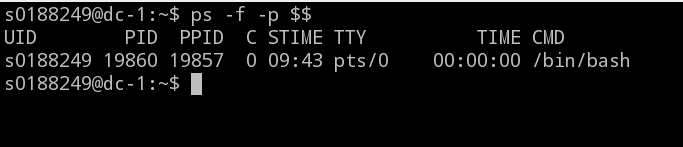 s0188249@dc-1:~$ ps -f -p $$
UID        PID  PPID  C STIME TTY          TIME CMD
s0188249 19860 19857  0 09:43 pts/0    00:00:00 /bin/bash
s0188249@dc-1:~$